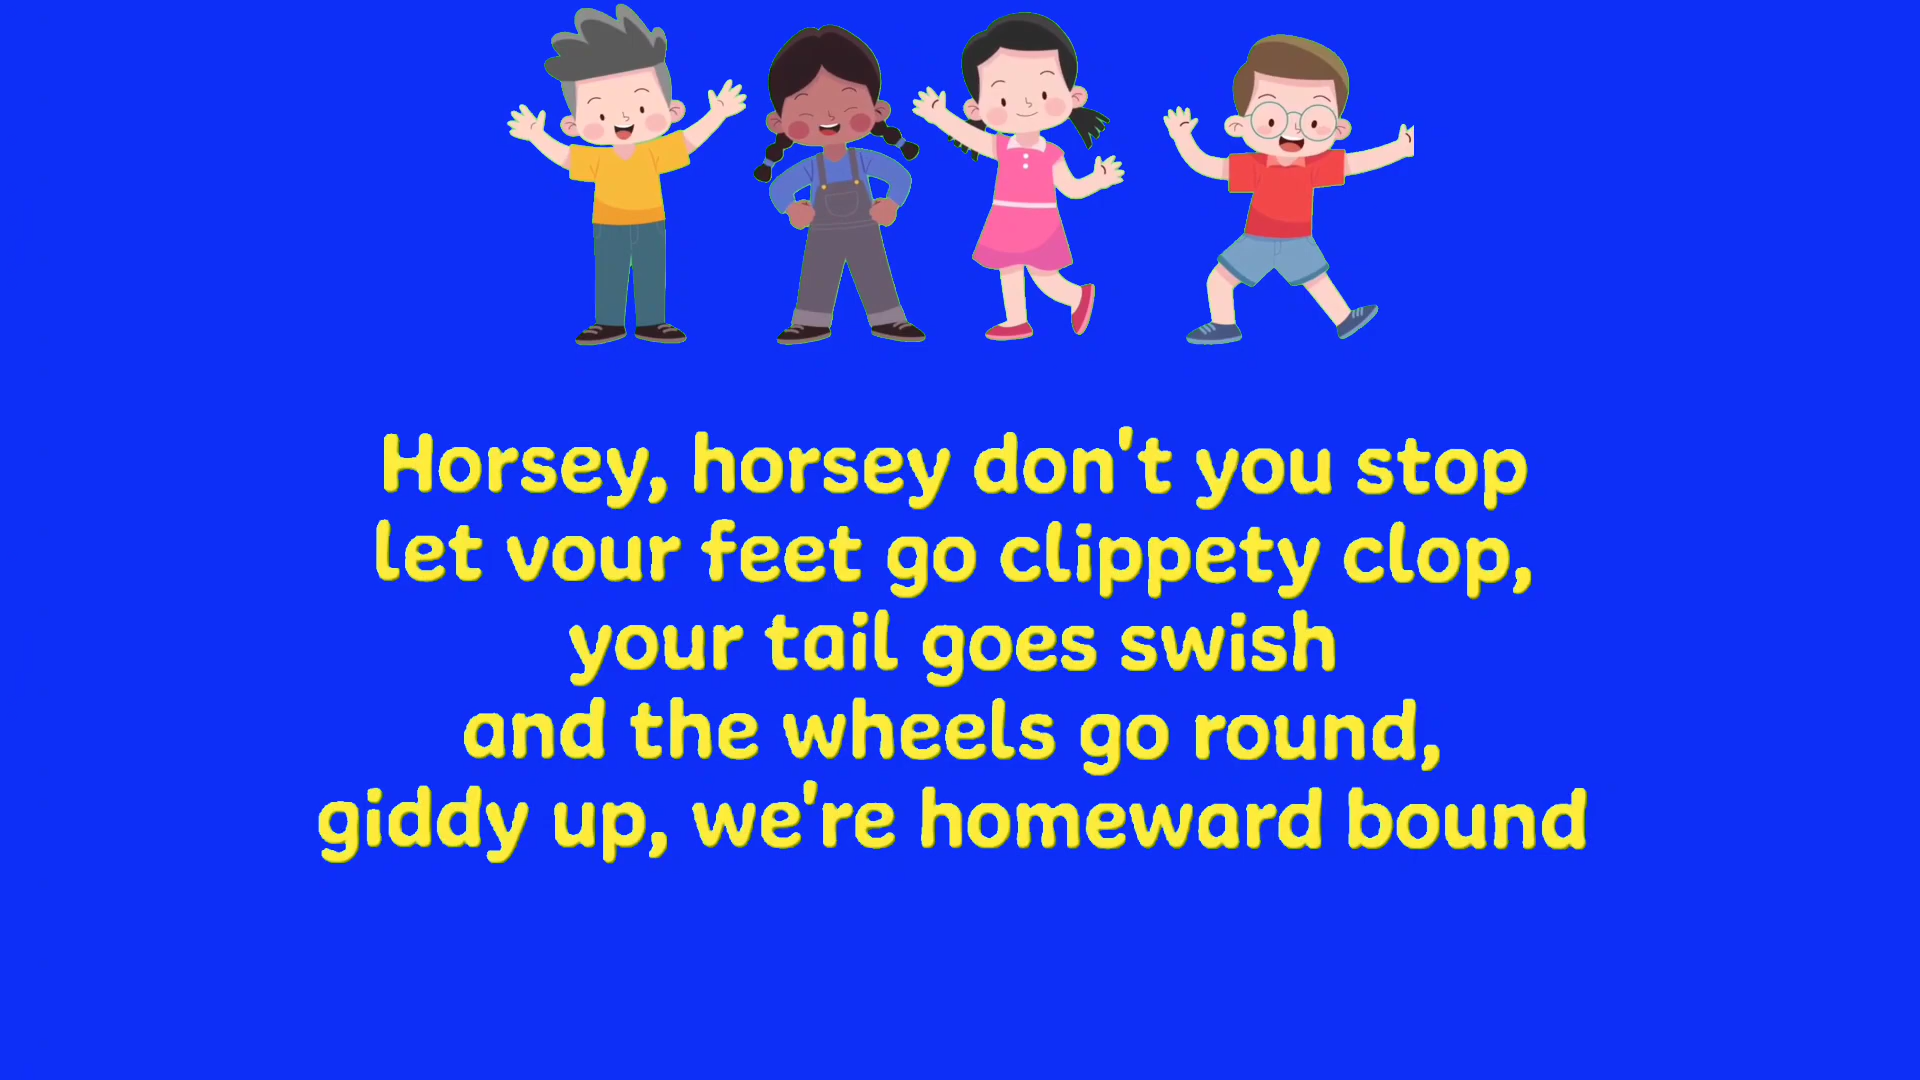 Horsey, horsey don't you stop
let vour feet go clippety clop,
your tail goes swish
and the wheels go round,
giddy up, we're homeward bound